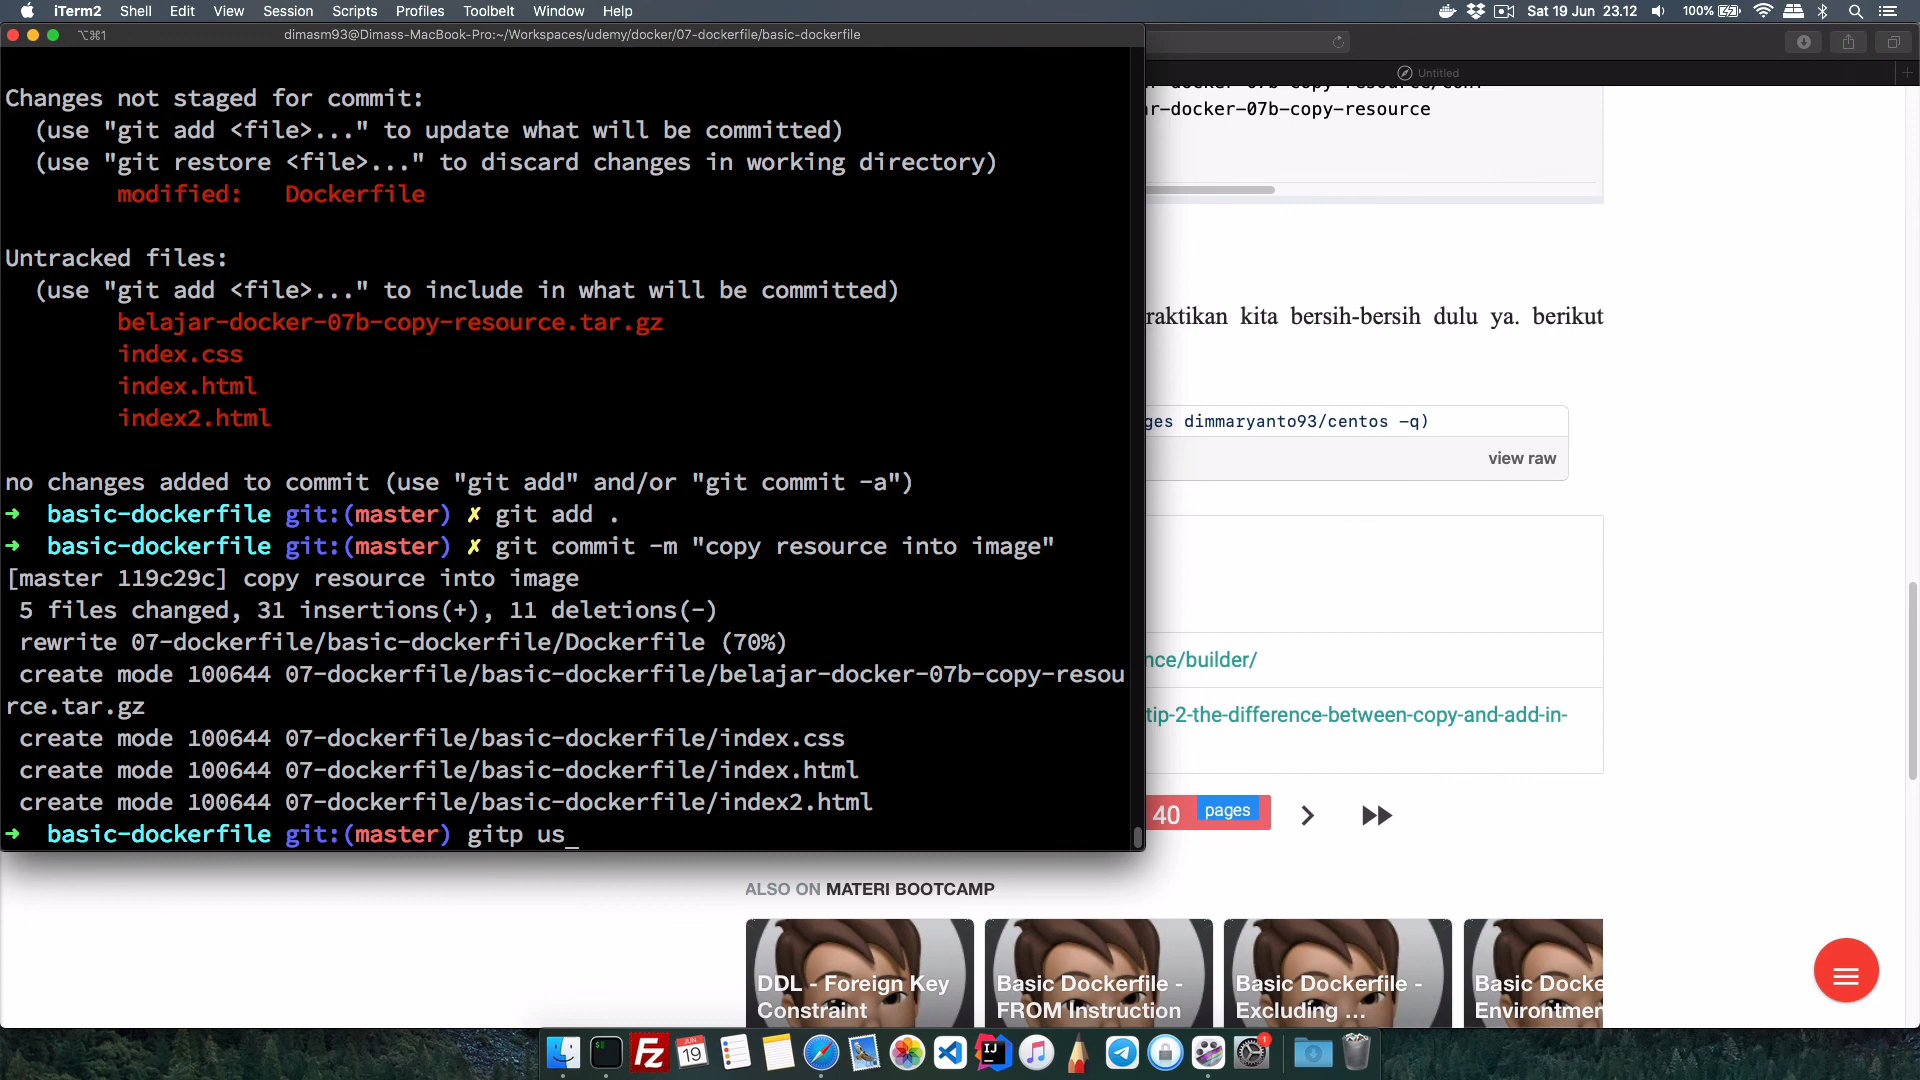 iTerm2 Shell Edit View Session Scripts Profiles Toolbelt Window Help
100% Sat 19 Jun 23.12
⌥⌘1
dimasm93@Dimass-MacBook-Pro:~/Workspaces/udemy/docker/07-dockerfile/basic-dockerfile
Changes not staged for commit:
(use "git add <file>..." to update what will be committed)
(use "git restore <file>..." to discard changes in working directory)
modified: Dockerfile
Untracked files:
(use "git add <file>..." to include in what will be committed)
belajar-docker-07b-copy-resource.tar.gz
index.css
index.html
index2.html
no changes added to commit (use "git add" and/or "git commit -a")
➜ basic-dockerfile git:(master) ✗ git add .
➜ basic-dockerfile git:(master) ✗ git commit -m "copy resource into image"
[master 119c29c] copy resource into image
5 files changed, 31 insertions(+), 11 deletions(-)
rewrite 07-dockerfile/basic-dockerfile/Dockerfile (70%)
create mode 100644 07-dockerfile/basic-dockerfile/belajar-docker-07b-copy-resou
rce.tar.gz
create mode 100644 07-dockerfile/basic-dockerfile/index.css
create mode 100644 07-dockerfile/basic-dockerfile/index.html
create mode 100644 07-dockerfile/basic-dockerfile/index2.html
➜ basic-dockerfile git:(master) gitp us_
Untitled
r-docker-07b-copy-resource
raktikan kita bersih-bersih dulu ya. berikut
ges dimmaryanto93/centos -q)
view raw
nce/builder/
tip-2-the-difference-between-copy-and-add-in-
40 pages
ALSO ON MATERI BOOTCAMP
DDL - Foreign Key
Constraint
Basic Dockerfile -
FROM Instruction
Basic Dockerfile -
Excluding ...
Basic Docke
Environmen
JUN
19
1